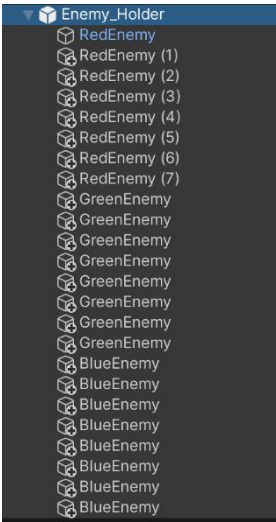 Enemy_Holder
RedEnemy
RedEnemy (1)
RedEnemy (2)
RedEnemy (3)
RedEnemy (4)
RedEnemy (5)
RedEnemy (6)
RedEnemy (7)
GreenEnemy
GreenEnemy
GreenEnemy
GreenEnemy
GreenEnemy
GreenEnemy
GreenEnemy
GreenEnemy
BlueEnemy
BlueEnemy
BlueEnemy
BlueEnemy
BlueEnemy
BlueEnemy
BlueEnemy
BlueEnemy